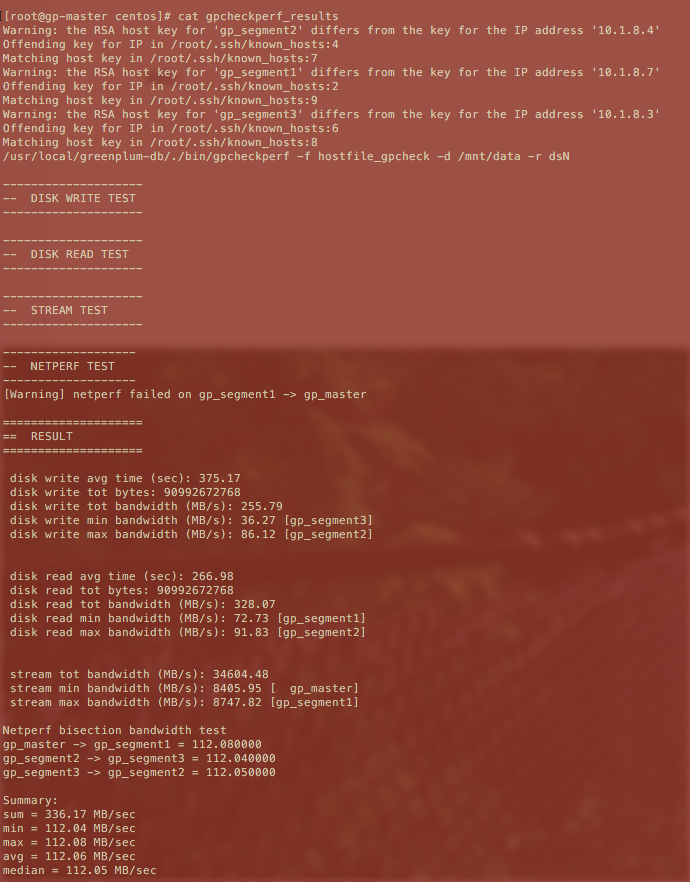 [root@gp-master centos]# cat gpcheckperf_results
Warning: the RSA host key for 'gp_segment2' differs from the key for the IP address '10.1.8.4'
Offending key for IP in /root/.ssh/known_hosts:4
Matching host key in /root/.ssh/known_hosts:7
Warning: the RSA host key for 'gp_segment1' differs from the key for the IP address '10.1.8.7'
Offending key for IP in /root/.ssh/known_hosts:2
Matching host key in /root/.ssh/known_hosts:9
Warning: the RSA host key for 'gp_segment3' differs from the key for the IP address '10.1.8.3'
Offending key for IP in /root/.ssh/known_hosts:6
Matching host key in /root/.ssh/known_hosts:8
/usr/local/greenplum-db/./bin/gpcheckperf -f hostfile_gpcheck -d /mnt/data -r dsN
--------------------
--  DISK WRITE TEST
--------------------
--------------------
--  DISK READ TEST
--------------------
--------------------
--  STREAM TEST
--------------------
-------------------
--  NETPERF TEST
-------------------
[Warning] netperf failed on gp_segment1 -> gp_master
====================
==  RESULT
====================
disk write avg time (sec): 375.17
disk write tot bytes: 90992672768
disk write tot bandwidth (MB/s): 255.79
disk write min bandwidth (MB/s): 36.27 [gp_segment3]
disk write max bandwidth (MB/s): 86.12 [gp_segment2]
disk read avg time (sec): 266.98
disk read tot bytes: 90992672768
disk read tot bandwidth (MB/s): 328.07
disk read min bandwidth (MB/s): 72.73 [gp_segment1]
disk read max bandwidth (MB/s): 91.83 [gp_segment2]
stream tot bandwidth (MB/s): 34604.48
stream min bandwidth (MB/s): 8405.95 [  gp_master]
stream max bandwidth (MB/s): 8747.82 [gp_segment1]
Netperf bisection bandwidth test
gp_master -> gp_segment1 = 112.080000
gp_segment2 -> gp_segment3 = 112.040000
gp_segment3 -> gp_segment2 = 112.050000
Summary:
sum = 336.17 MB/sec
min = 112.04 MB/sec
max = 112.08 MB/sec
avg = 112.06 MB/sec
median = 112.05 MB/sec